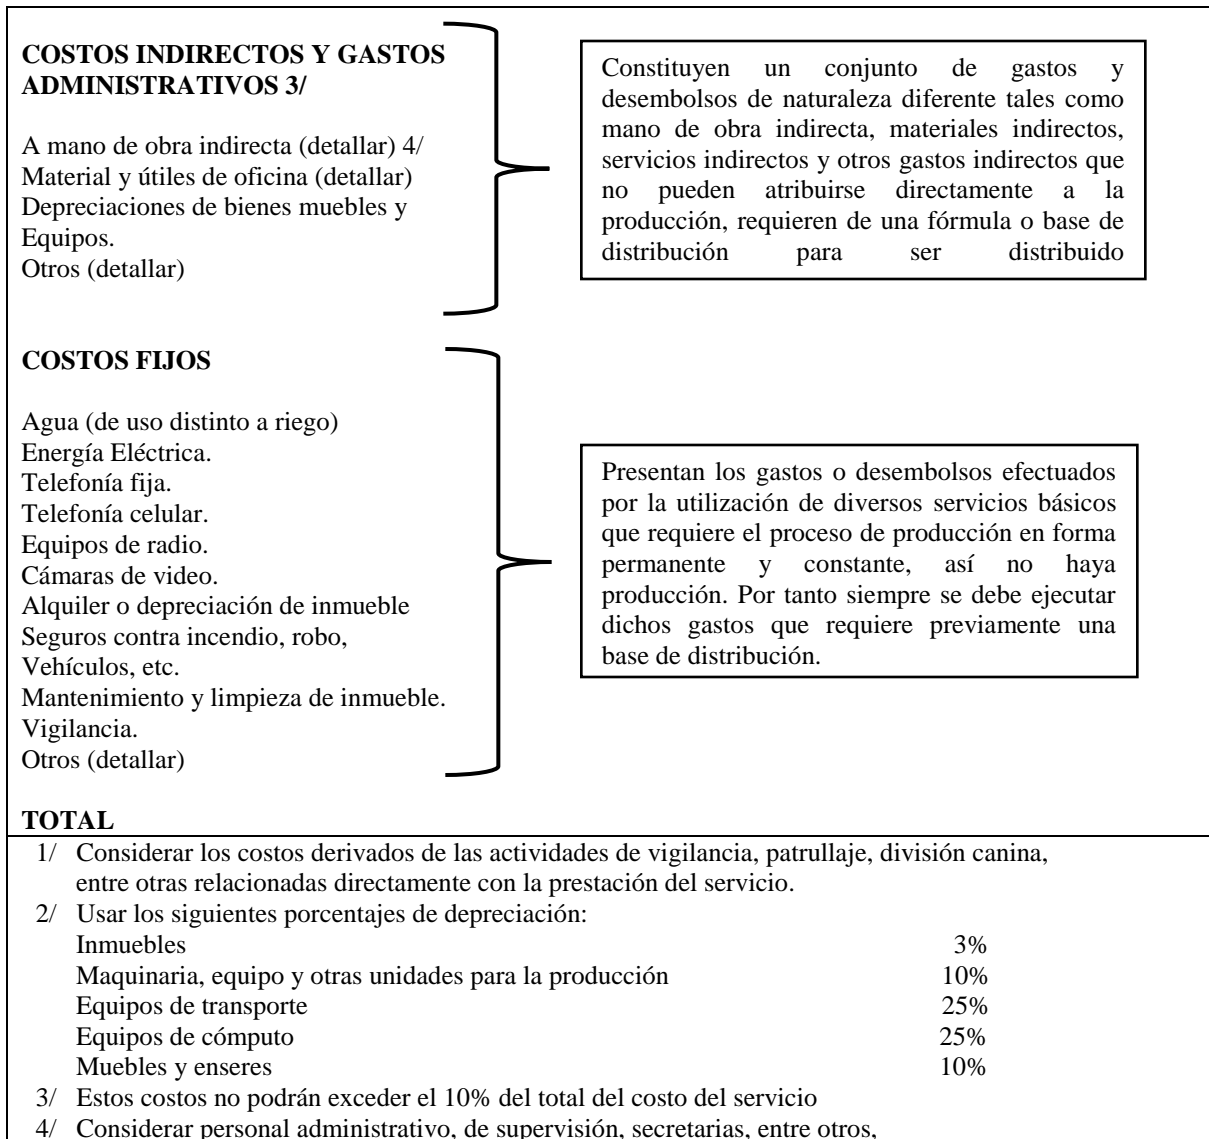 COSTOS INDIRECTOS Y GASTOS
ADMINISTRATIVOS 3/
A mano de obra indirecta (detallar) 4/
Material y útiles de oficina (detallar)
Depreciaciones de bienes muebles y
Equipos.
Otros (detallar)
Constituyen un conjunto de gastos y
desembolsos de naturaleza diferente tales como
mano de obra indirecta, materiales indirectos,
servicios indirectos y otros gastos indirectos que
no pueden atribuirse directamente a la
producción, requieren de una fórmula o base de
distribución para ser distribuido
COSTOS FIJOS
Agua (de uso distinto a riego)
Energía Eléctrica.
Telefonía fija.
Telefonía celular.
Equipos de radio.
Cámaras de video.
Alquiler o depreciación de inmueble
Seguros contra incendio, robo,
Vehículos, etc.
Mantenimiento y limpieza de inmueble.
Vigilancia.
Otros (detallar)
Presentan los gastos o desembolsos efectuados
por la utilización de diversos servicios básicos
que requiere el proceso de producción en forma
permanente y constante, así no haya
producción. Por tanto siempre se debe ejecutar
dichos gastos que requiere previamente una
base de distribución.
TOTAL
1/ Considerar los costos derivados de las actividades de vigilancia, patrullaje, división canina,
entre otras relacionadas directamente con la prestación del servicio.
2/ Usar los siguientes porcentajes de depreciación:
Inmuebles 3%
Maquinaria, equipo y otras unidades para la producción 10%
Equipos de transporte 25%
Equipos de cómputo 25%
Muebles y enseres 10%
3/ Estos costos no podrán exceder el 10% del total del costo del servicio
4/ Considerar personal administrativo, de supervisión, secretarias, entre otros,